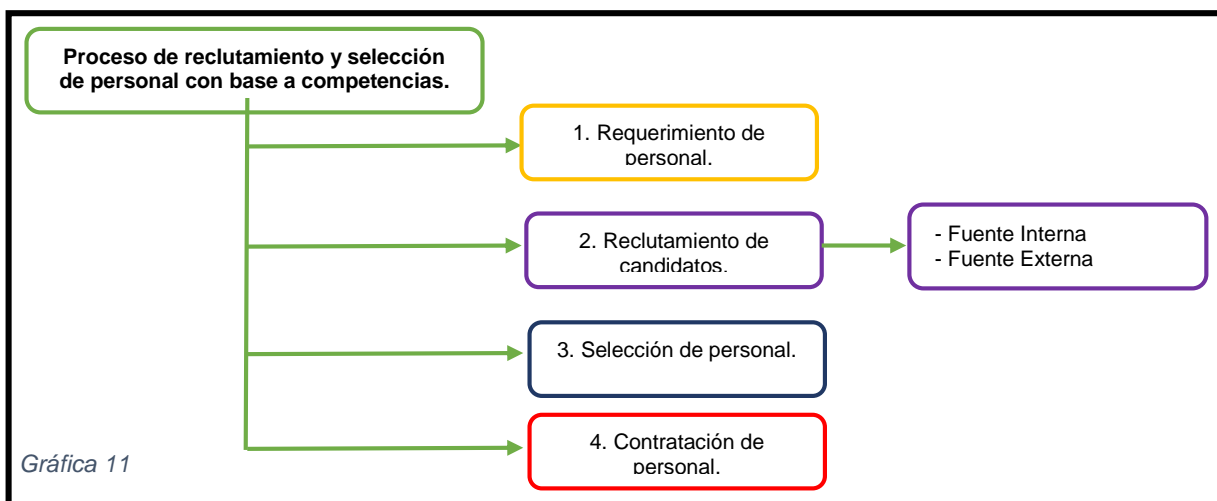 Proceso de reclutamiento y selección
de personal con base a competencias.
1. Requerimiento de
personal.
2. Reclutamiento de
candidatos.
- Fuente Interna
- Fuente Externa
3. Selección de personal.
4. Contratación de
personal.
Gráfica 11